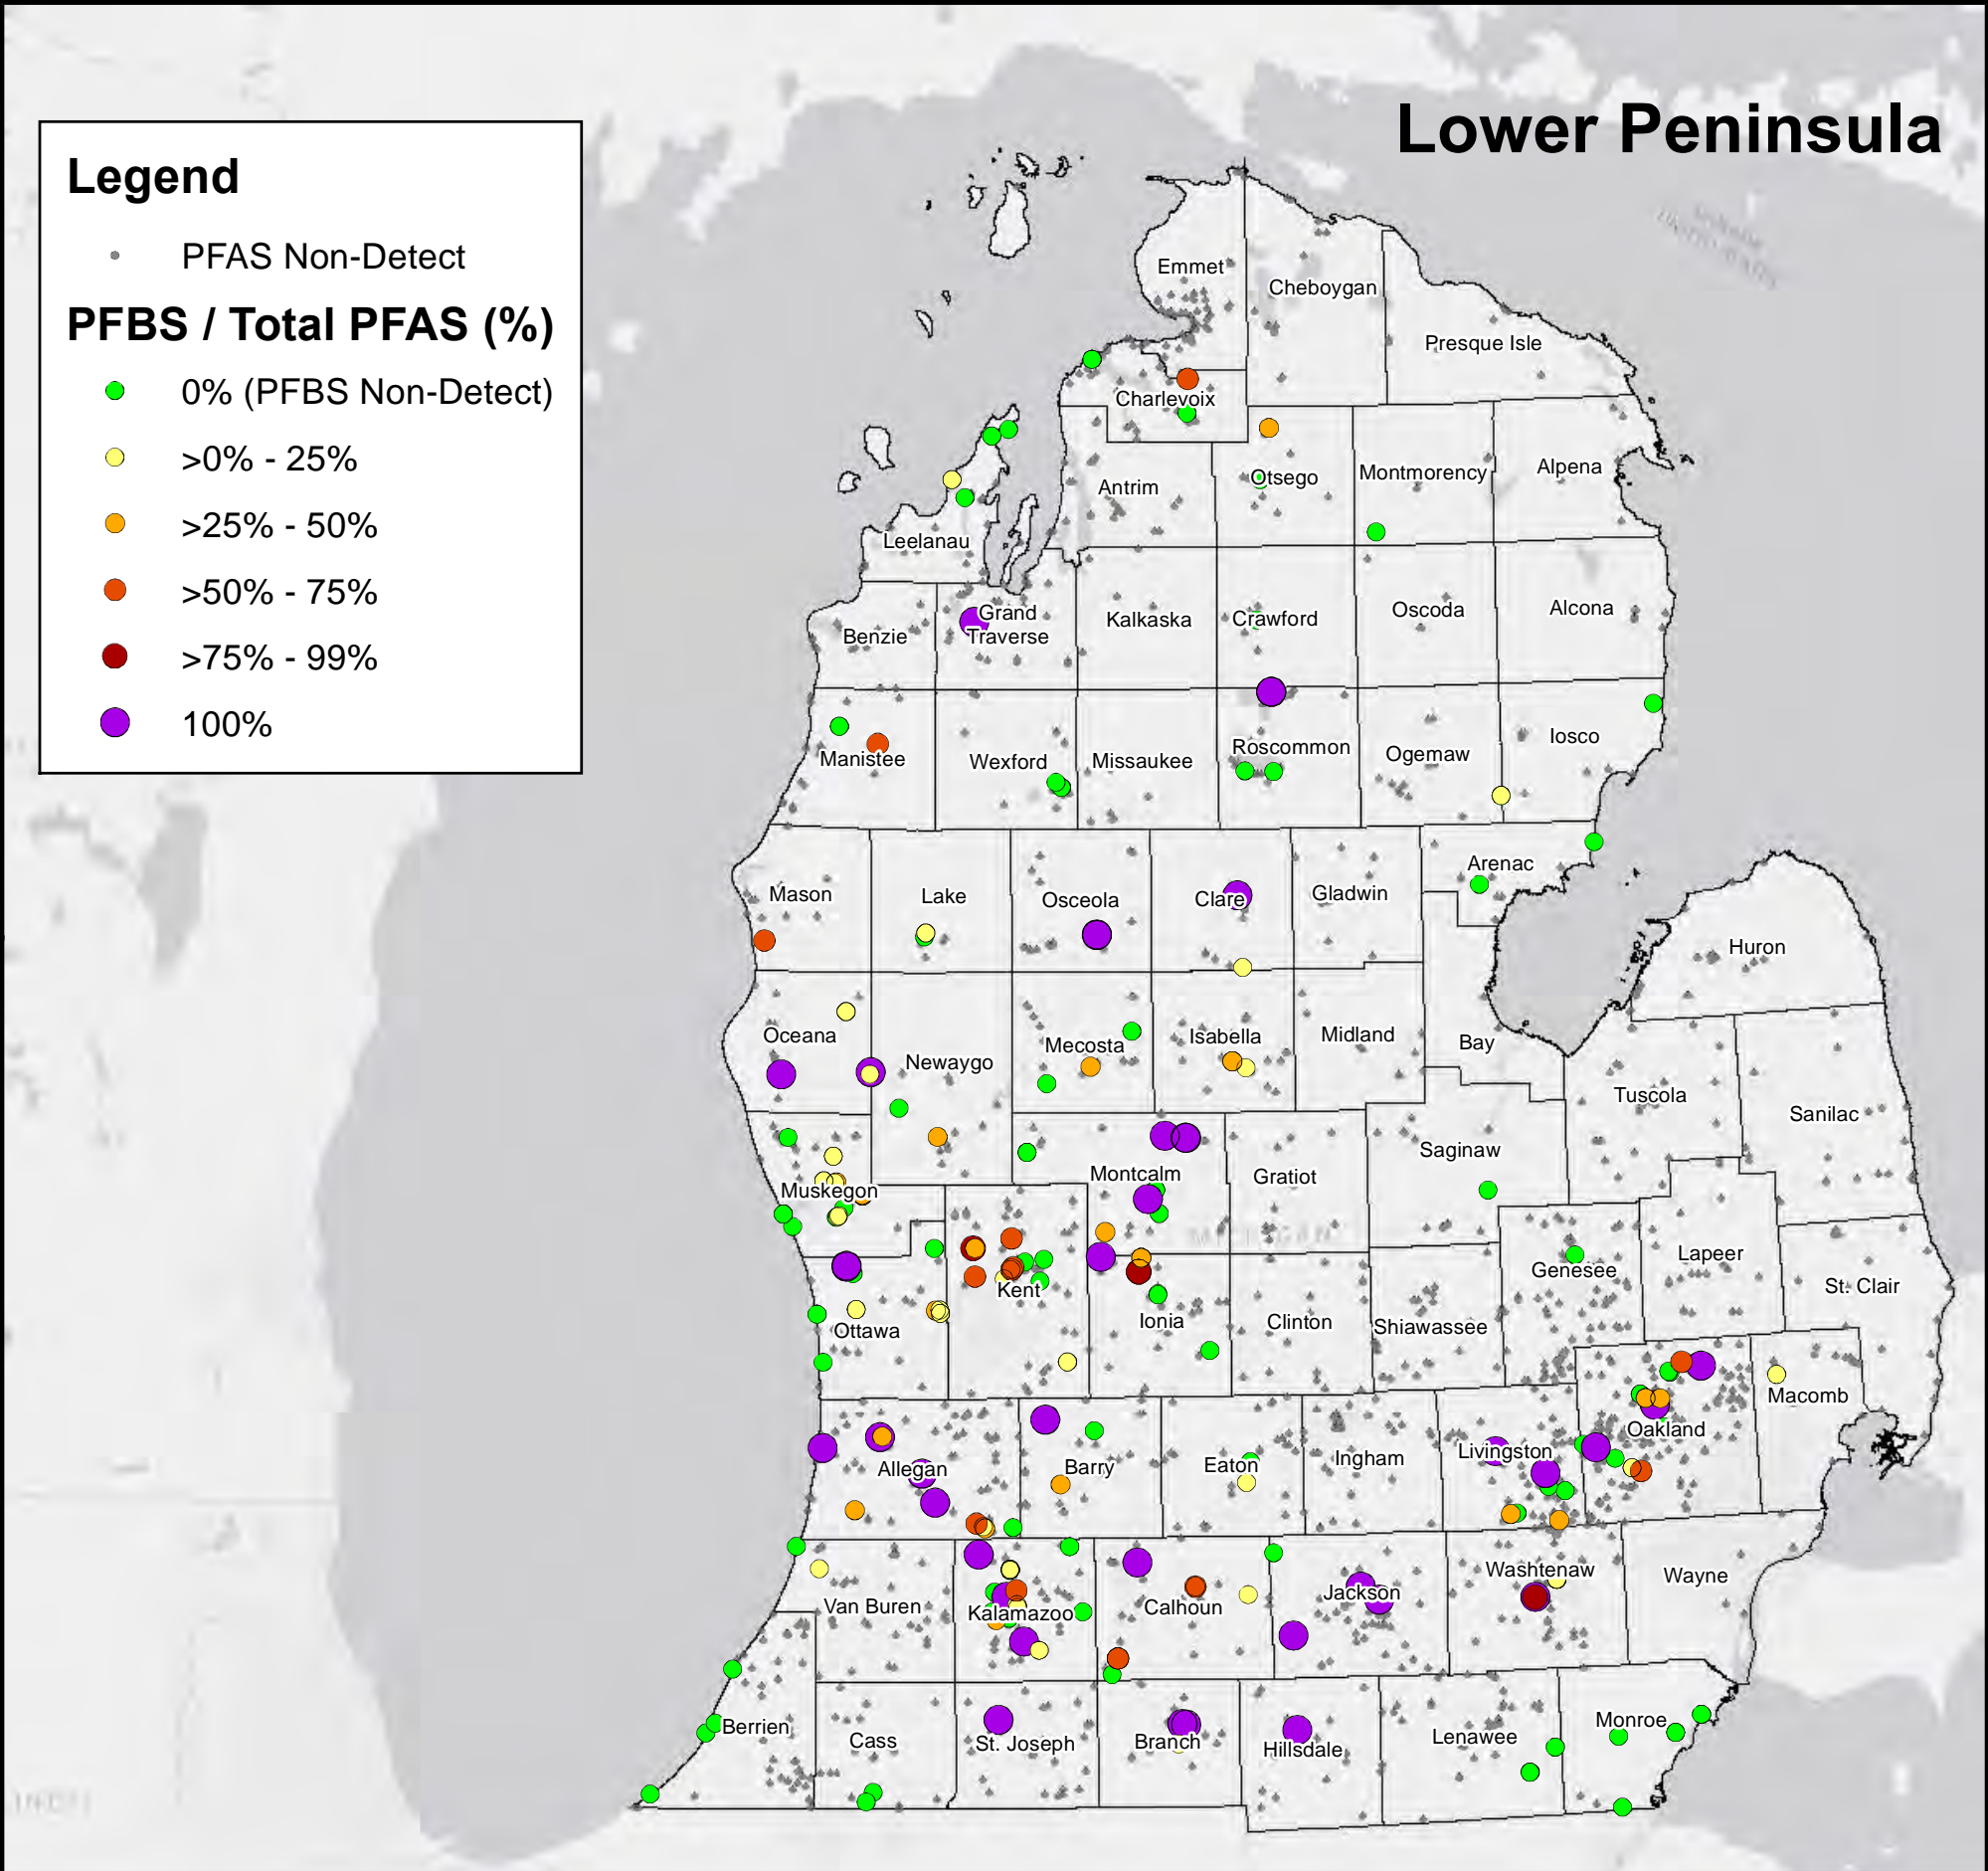 Lower Peninsula
Legend
PFAS Non-Detect
PFBS / Total PFAS (%)
0% (PFBS Non-Detect)
>0% - 25%
>25% - 50%
>50% - 75%
>75% - 99%
100%
Emmet
Cheboygan
Presque Isle
Charlevoix
Antrim
Otsego
Montmorency
Alpena
Leelanau
Grand
Traverse
Benzie
Kalkaska
Crawford
Oscoda
Alcona
Manistee
Wexford
Missaukee
Roscommon
Ogemaw
Iosco
Mason
Lake
Osceola
Clare
Gladwin
Arenac
Huron
Oceana
Newaygo
Mecosta
Isabella
Midland
Bay
Tuscola
Sanilac
Muskegon
Montcalm
Gratiot
Saginaw
MICHIGAN
Ottawa
Kent
Ionia
Clinton
Shiawassee
Genesee
Lapeer
St. Clair
Allegan
Barry
Eaton
Ingham
Livingston
Oakland
Macomb
Van Buren
Kalamazoo
Calhoun
Jackson
Washtenaw
Wayne
Berrien
Cass
St. Joseph
Branch
Hillsdale
Lenawee
Monroe